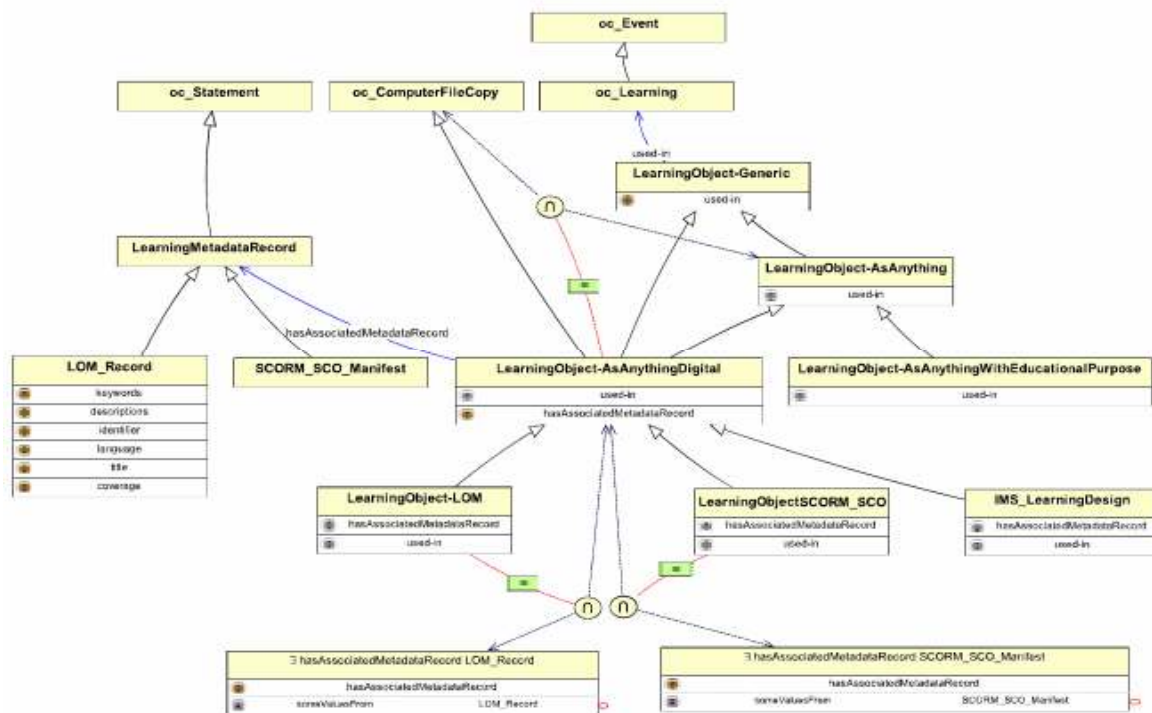 oc_Event
oc_Statement
oc_ComputerFileCopy
oc_Learning
used-in
LearningObject-Generic
used-in
∩
LearningMetadataRecord
LearningObject-AsAnything
used-in
=
hasAssociatedMetadataRecord
LOM_Record
keywords
descriptions
identifier
language
title
coverage
SCORM_SCO_Manifest
LearningObject-AsAnythingDigital
used-in
hasAssociatedMetadataRecord
LearningObject-AsAnythingWithEducationalPurpose
used-in
LearningObject-LOM
hasAssociatedMetadataRecord
used-in
LearningObjectSCORM_SCO
hasAssociatedMetadataRecord
used-in
IMS_LearningDesign
hasAssociatedMetadataRecord
used-in
=
=
∩
∩
∃ hasAssociatedMetadataRecord LOM_Record
hasAssociatedMetadataRecord
someValuesFrom LOM_Record
∃ hasAssociatedMetadataRecord SCORM_SCO_Manifest
hasAssociatedMetadataRecord
someValuesFrom SCORM_SCO_Manifest